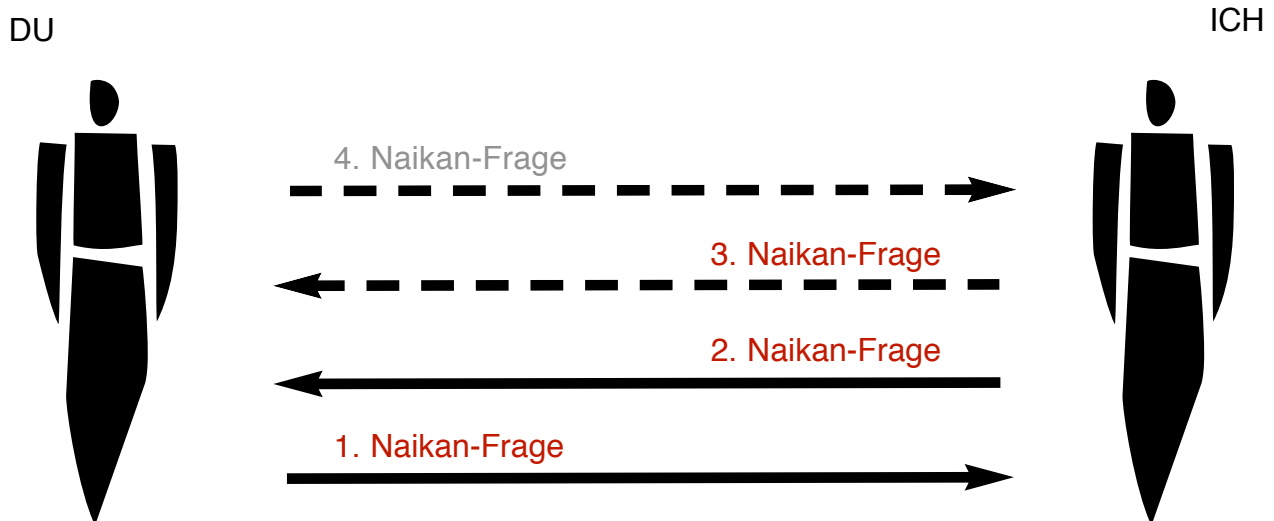 DU
ICH
4. Naikan-Frage
3. Naikan-Frage
2. Naikan-Frage
1. Naikan-Frage